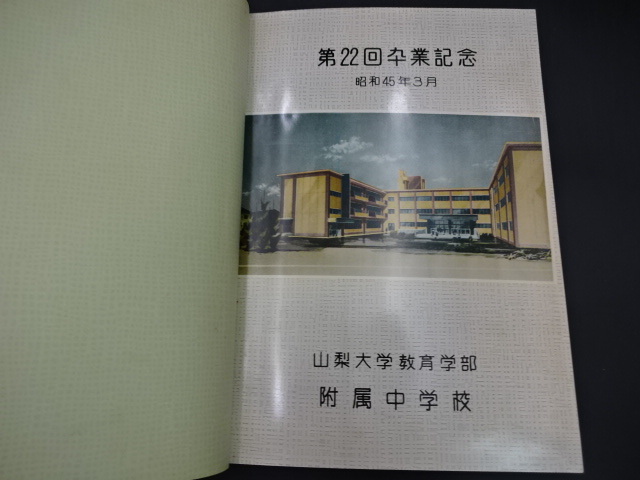 第22回卒業記念
昭和45年3月
山梨大学教育学部
附属中学校